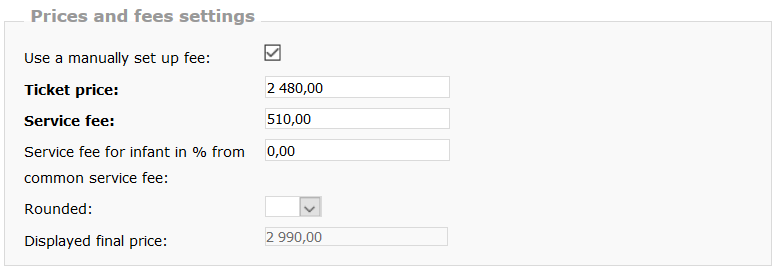 Prices and fees settings
Use a manually set up fee:
Ticket price: 2 480,00
Service fee: 510,00
Service fee for infant in % from 0,00
common service fee:
Rounded:
Displayed final price: 2 990,00